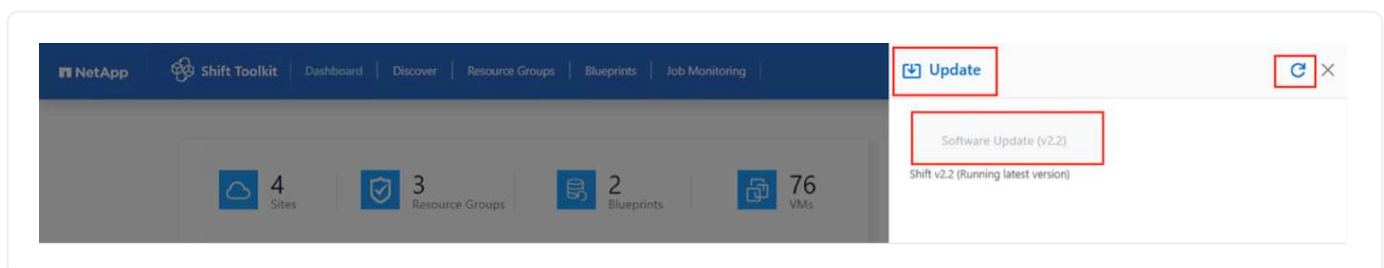 NetApp Shift Toolkit Dashboard Discover Resource Groups Blueprints Job Monitoring
Update
Software Update (v2.2)
Shift v2.2 (Running latest version)
4
Sites
3
Resource Groups
2
Blueprints
76
VMs